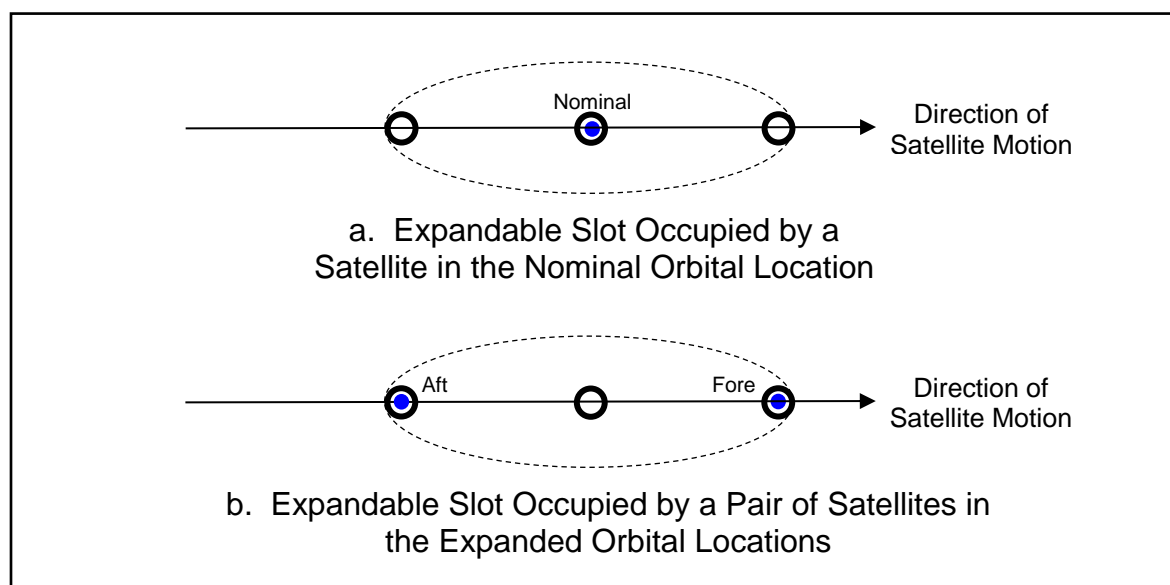 Nominal
Direction of
Satellite Motion
a. Expandable Slot Occupied by a
Satellite in the Nominal Orbital Location
Aft
Fore
Direction of
Satellite Motion
b. Expandable Slot Occupied by a Pair of Satellites in
the Expanded Orbital Locations